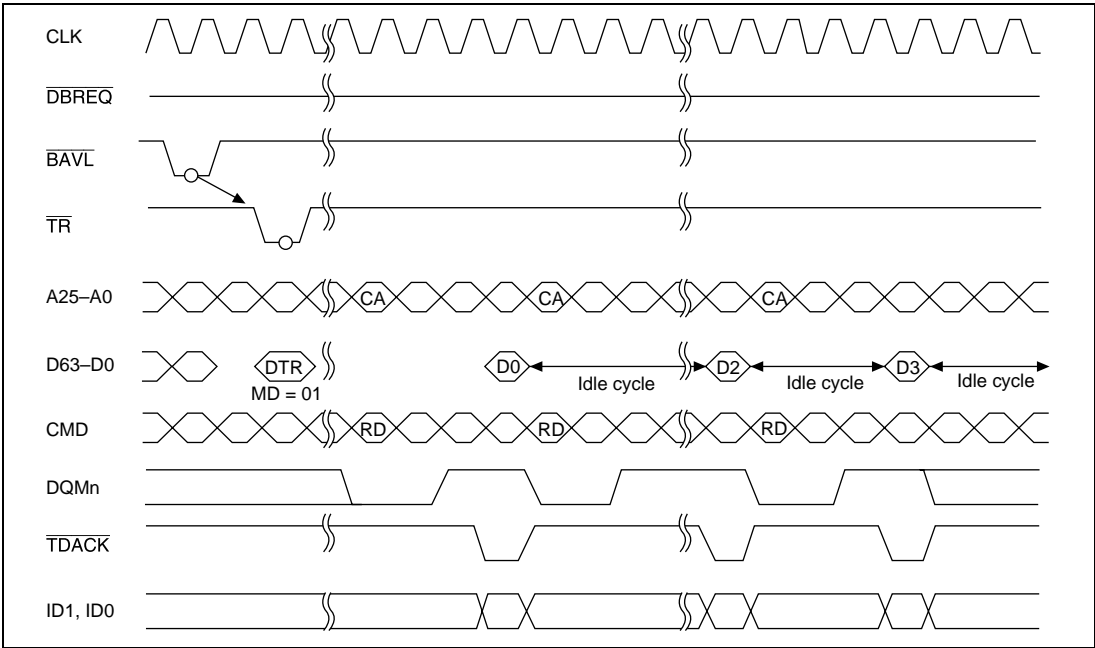 CLK
DBREQ
BAVL
TR
A25–A0 CA CA CA
D63–D0 DTR D0 Idle cycle D2 Idle cycle D3 Idle cycle
MD = 01
CMD RD RD RD
DQMn
TDACK
ID1, ID0